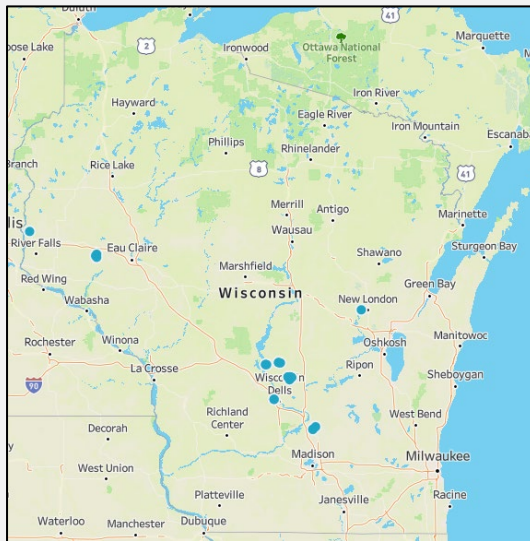 Duluth
41
Marquette
oose Lake
2
Ironwood
Ottawa National
Forest
Iron River
Hayward
Eagle River
Iron Mountain
Escanab
Phillips
Rhinelander
Branch
Rice Lake
8
41
Merrill
Antigo
Marinette
lis
Wausau
River Falls
Eau Claire
Shawano
Sturgeon Bay
Marshfield
Red Wing
Wisconsin
Green Bay
Wabasha
New London
Winona
Manitowoc
Rochester
Oshkosh
La Crosse
Wisconsin
Dells
Ripon
90
Sheboygan
Richland
Center
West Bend
Decorah
Madison
Milwaukee
West Union
Platteville
Janesville
Racine
Waterloo
Manchester
Dubuque